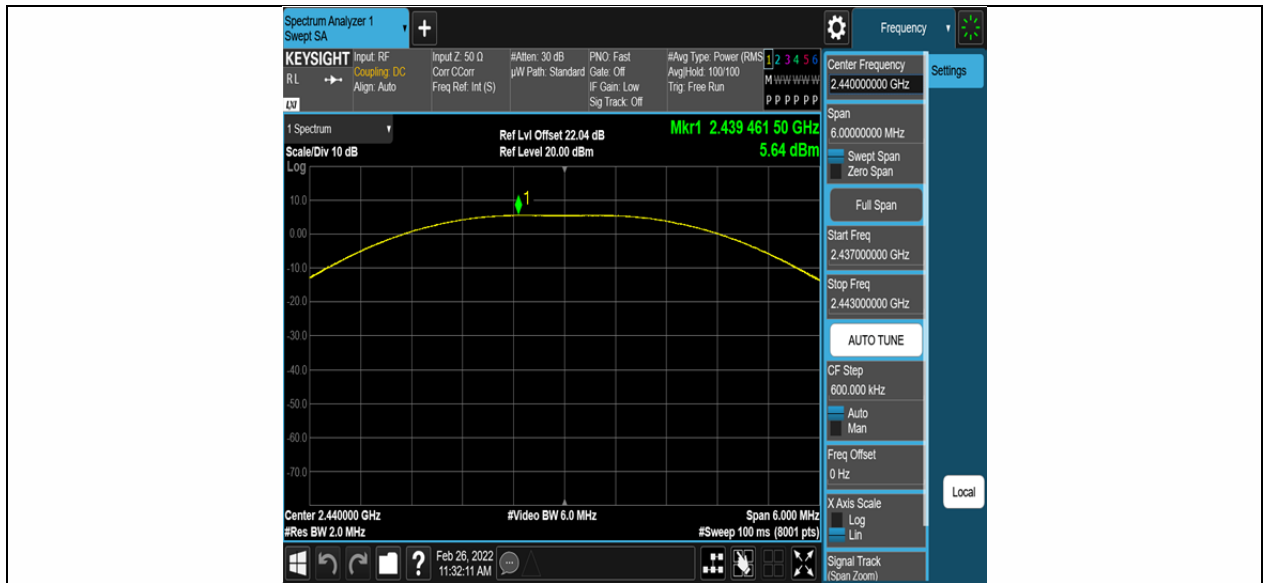 Spectrum Analyzer 1
Swept SA
+
Frequency
KEYSIGHT
RL
LXI
Input: RF
Coupling: DC
Align: Auto
Input Z: 50 Ω
Corr CCorr
Freq Ref: Int (S)
#Atten: 30 dB
µW Path: Standard
PNO: Fast
Gate: Off
IF Gain: Low
Sig Track: Off
#Avg Type: Power (RMS
Avg|Hold: 100/100
Trig: Free Run
1 2 3 4 5 6
M W W W W W
P P P P P P
1 Spectrum
Scale/Div 10 dB
Ref Lvl Offset 22.04 dB
Ref Level 20.00 dBm
Mkr1 2.439 461 50 GHz
5.64 dBm
Log
1
10.0
0.00
-10.0
-20.0
-30.0
-40.0
-50.0
-60.0
-70.0
Center 2.440000 GHz
#Res BW 2.0 MHz
#Video BW 6.0 MHz
Span 6.000 MHz
#Sweep 100 ms (8001 pts)
Feb 26, 2022
11:32:11 AM
?
Center Frequency
2.440000000 GHz
Span
6.00000000 MHz
Swept Span
Zero Span
Full Span
Start Freq
2.437000000 GHz
Stop Freq
2.443000000 GHz
AUTO TUNE
CF Step
600.000 kHz
Auto
Man
Freq Offset
0 Hz
X Axis Scale
Log
Lin
Signal Track
(Span Zoom)
Settings
Local